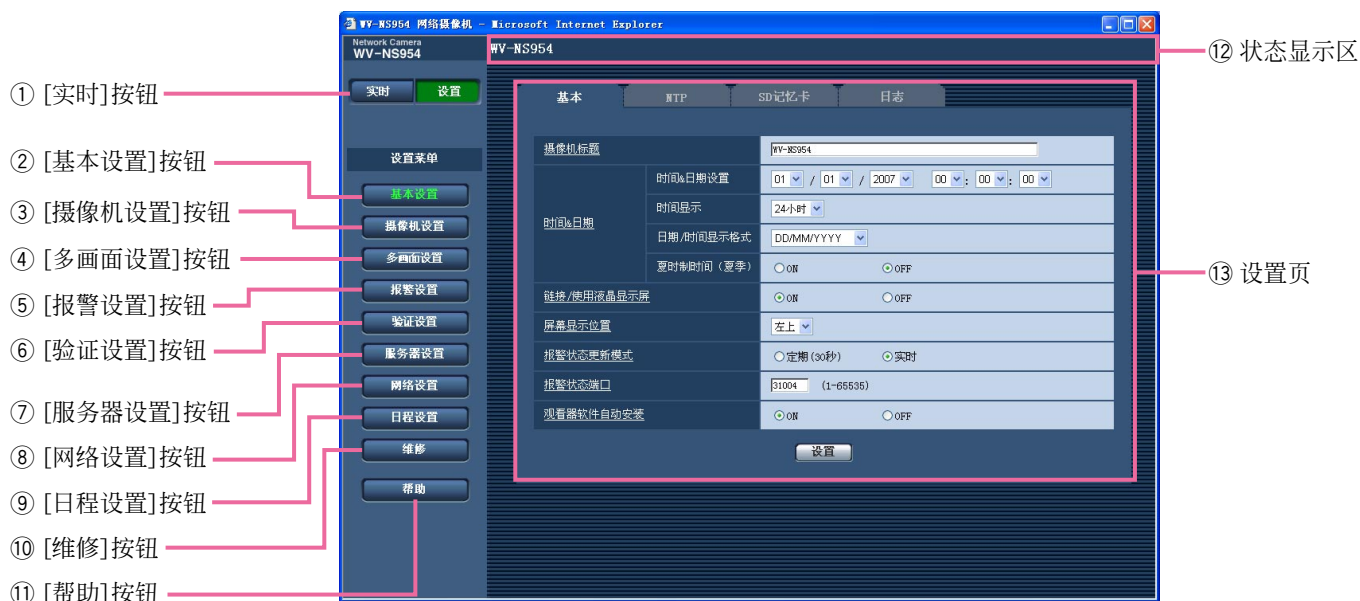 WV-NS954 网络摄像机 - Microsoft Internet Explorer
Network Camera
WV-NS954
WV-NS954
⑫ 状态显示区
① [实时]按钮
实时
设置
基本
NTP
SD记忆卡
日志
② [基本设置]按钮
③ [摄像机设置]按钮
④ [多画面设置]按钮
⑤ [报警设置]按钮
⑥ [验证设置]按钮
⑦ [服务器设置]按钮
⑧ [网络设置]按钮
⑨ [日程设置]按钮
⑩ [维修]按钮
⑪ [帮助]按钮
设置菜单
基本设置
摄像机设置
多画面设置
报警设置
验证设置
服务器设置
网络设置
日程设置
维修
帮助
摄像机标题 WV-NS954
时间&日期
时间&日期设置 01 / 01 / 2007 00 : 00 : 00
时间显示 24小时
日期/时间显示格式 DD/MM/YYYY
夏时制时间（夏季） ON OFF
链接/使用液晶显示屏 ON OFF
屏幕显示位置 左上
报警状态更新模式 定期(30秒) 实时
报警状态端口 31004 (1-65535)
观看器软件自动安装 ON OFF
设置
⑬ 设置页